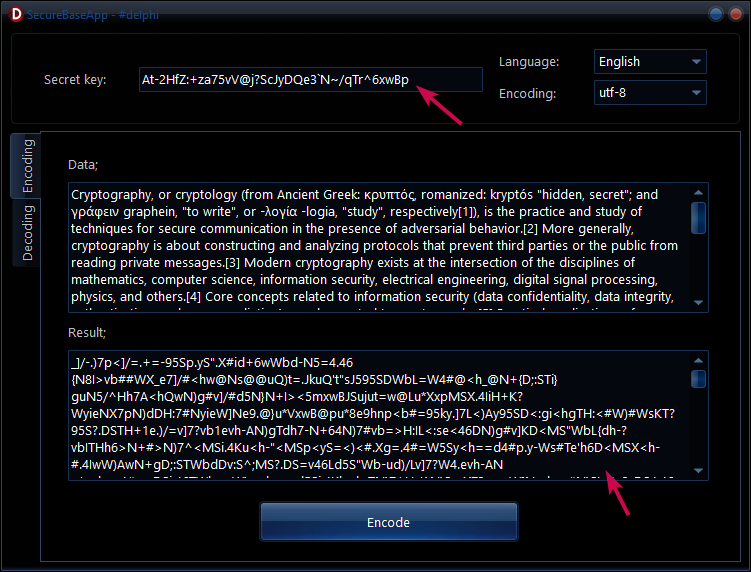 SecureBaseApp - #delphi
Secret key:
At-2HfZ:+za75vV@j?ScJyDQe3`N~/qTr^6xwBp
Language:
English
Encoding:
utf-8
Encoding
Decoding
Data;
Cryptography, or cryptology (from Ancient Greek: κρυπτός, romanized: kryptós "hidden, secret"; and
γράφειν graphein, "to write", or -λογία -logia, "study", respectively[1]), is the practice and study of
techniques for secure communication in the presence of adversarial behavior.[2] More generally,
cryptography is about constructing and analyzing protocols that prevent third parties or the public from
reading private messages.[3] Modern cryptography exists at the intersection of the disciplines of
mathematics, computer science, information security, electrical engineering, digital signal processing,
physics, and others.[4] Core concepts related to information security (data confidentiality, data integrity,
Result;
_]/-.)7p<]/=.+=-95Sp.yS".X#id+6wWbd-N5=4.46
{N8I>vb##WX_e7]/#<hw@Ns@@uQ)t=.JkuQ't"sJ595SDWbL=W4#@<h_@N+{D;:STi}
guN5/^Hh7A<hQwN)g#v]/#d5N}N+I><5mxwBJSujut=w@Lu*XxpMSX.4IiH+K?
WyieNX7pN)dDH:7#NyieW]Ne9.@}u*VxwB@pu*8e9hnp<b#=95ky.]7L<)Ay95SD<:gi<hgTH:<#W)#WsKT?
95S?.DSTH+1e.)/=v]7?vb1evh-AN)gTdh7-N+64N)7#vb=>H:IL<:se<46DN)g#v]KD<MS"WbL{dh-?
vbITHh6>N+#>N)7^<MSi.4Ku<h-"<MSp<yS=<)<#.Xg=.4#=W5Sy<h==d4#p.y-Ws#Te'h6D<MSX<h-
#.4IwW)AwN+gD;:STWbdDv:S^;MS?.DS=v46Ld5S"Wb-ud)/Lv]7?W4.evh-AN
Encode